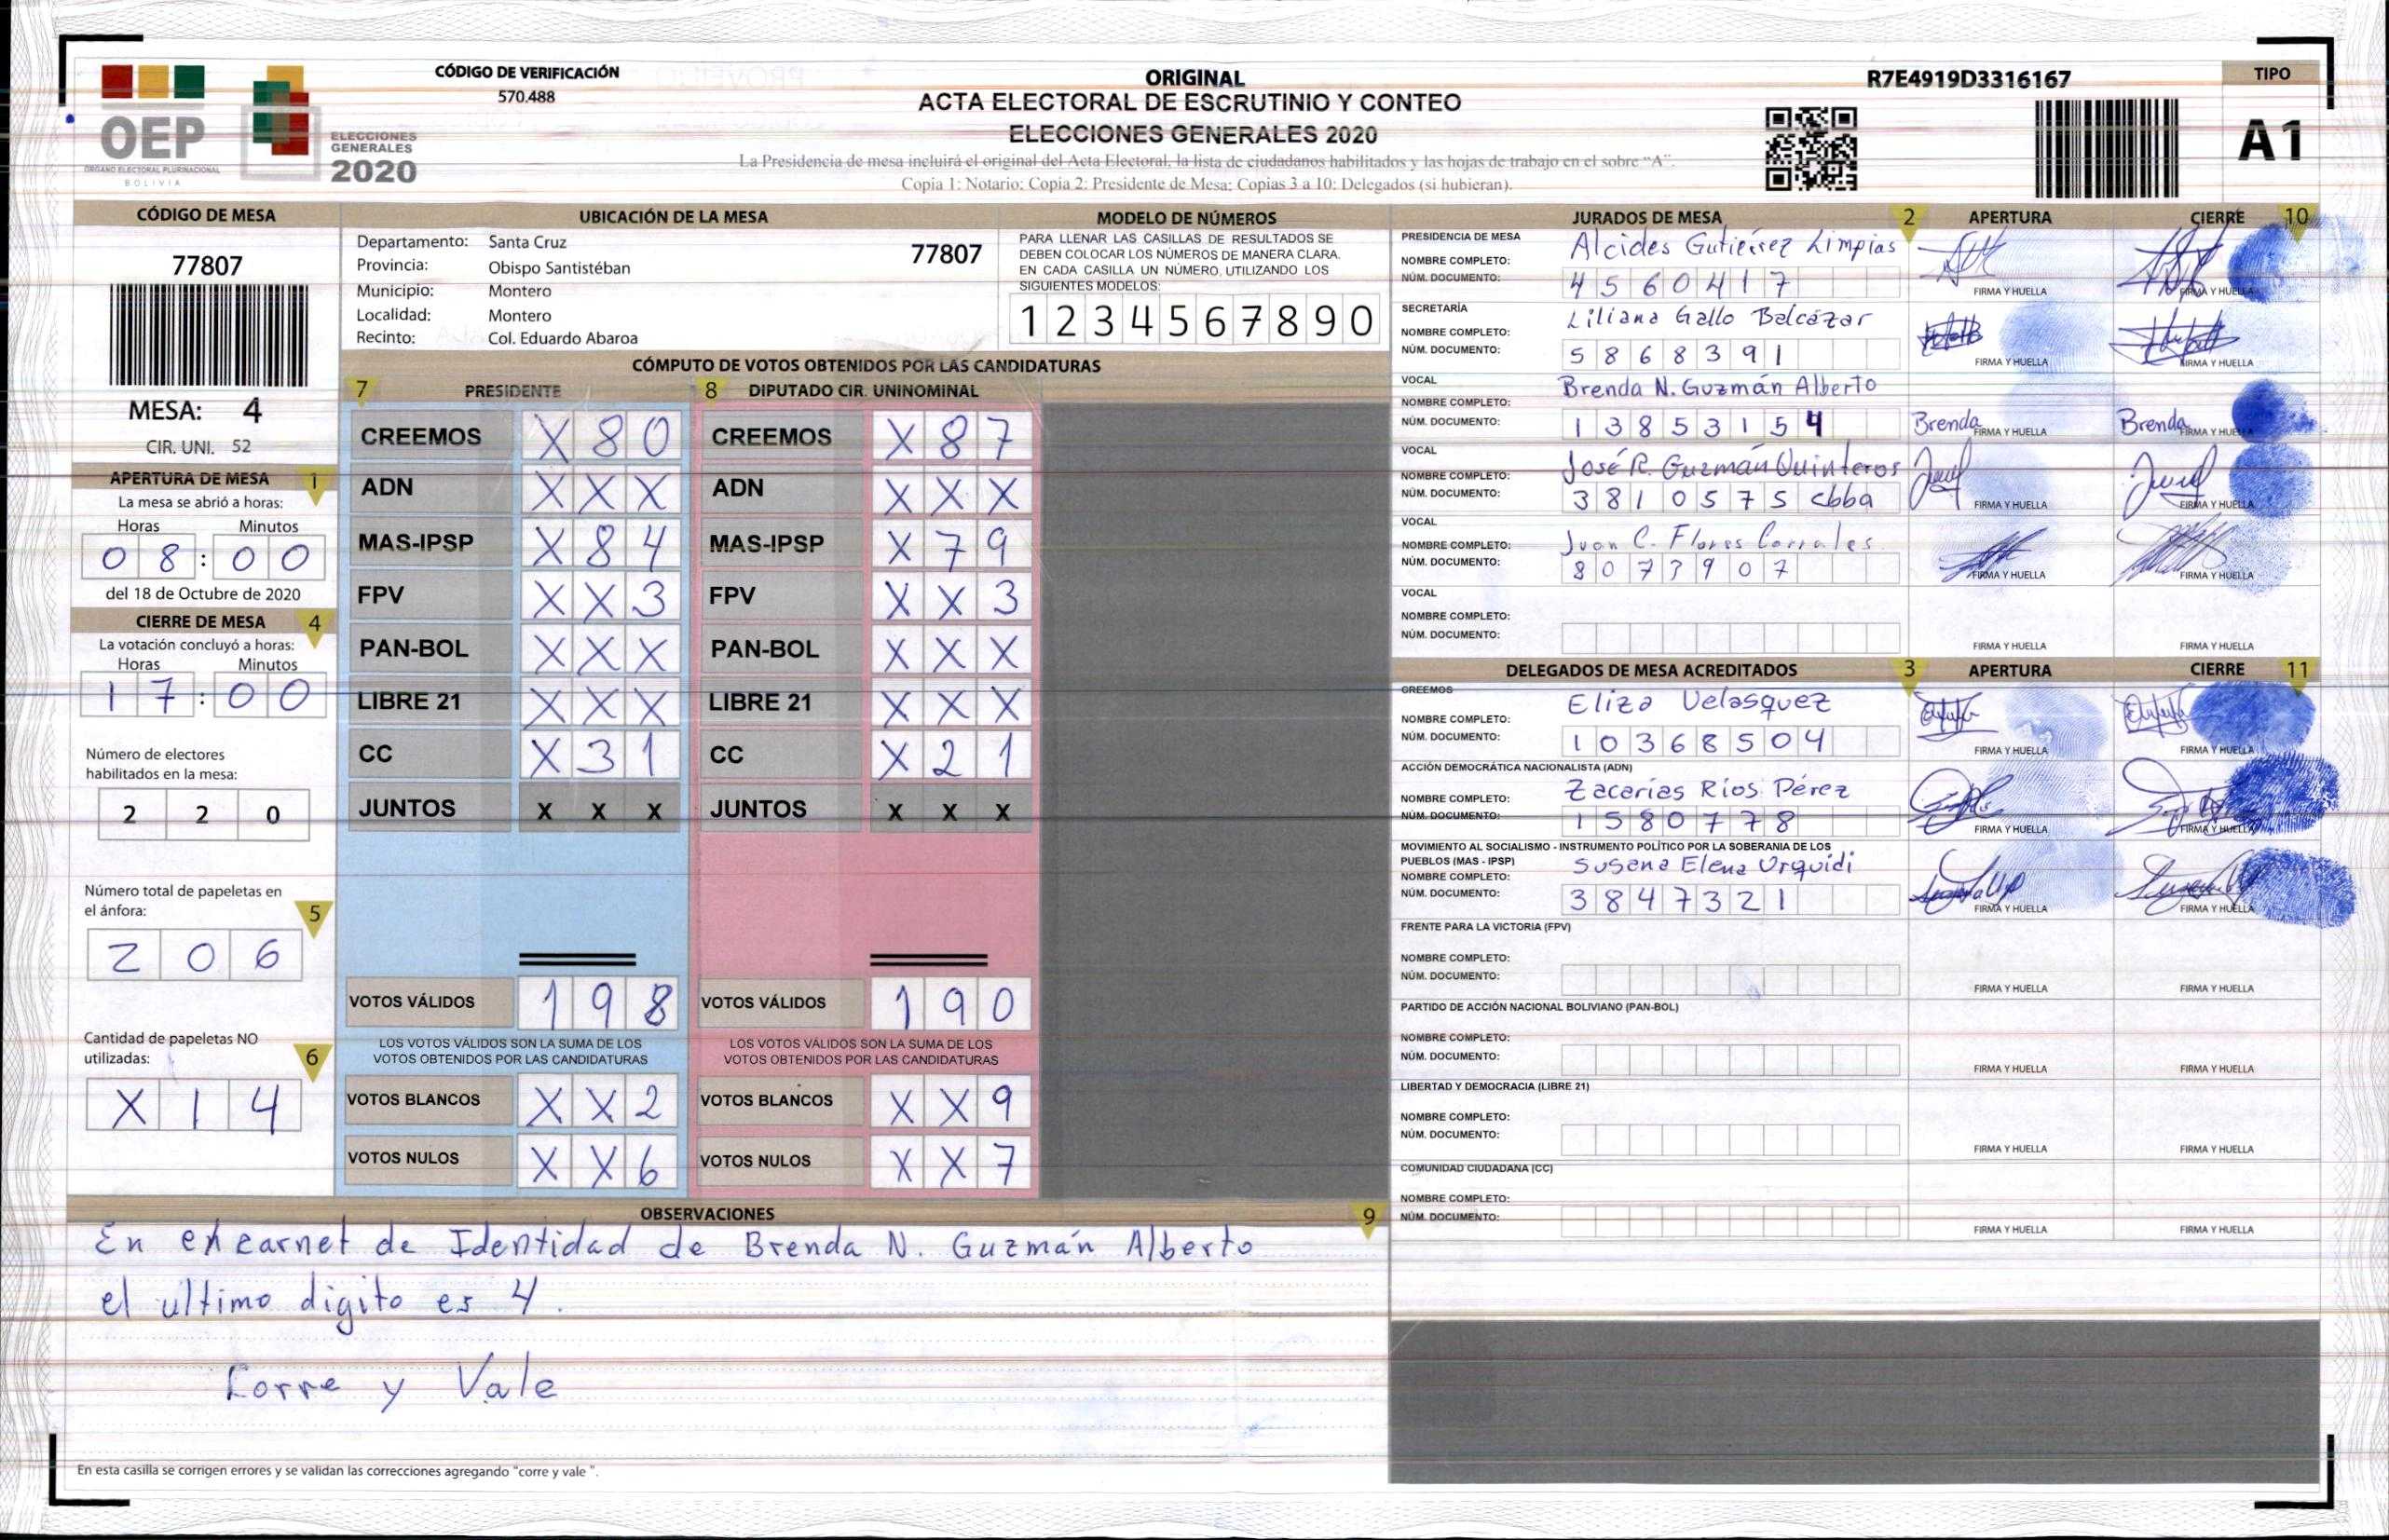 CÓDIGO DE VERIFICACIÓN
570.488
OEP
ÓRGANO ELECTORAL PLURINACIONAL
BOLIVIA
ELECCIONES
GENERALES
2020
ORIGINAL
ACTA ELECTORAL DE ESCRUTINIO Y CONTEO
ELECCIONES GENERALES 2020
La Presidencia de mesa incluirá el original del Acta Electoral, la lista de ciudadanos habilitados y las hojas de trabajo en el sobre "A".
Copia 1: Notario; Copia 2: Presidente de Mesa; Copias 3 a 10: Delegados (si hubieran).
R7E4919D3316167
TIPO
A1
CÓDIGO DE MESA
77807
MESA: 4
CIR. UNI. 52
APERTURA DE MESA 1
La mesa se abrió a horas:
Horas Minutos
0 8 : 0 0
del 18 de Octubre de 2020
CIERRE DE MESA 4
La votación concluyó a horas:
Horas Minutos
1 7 : 0 0
Número de electores
habilitados en la mesa:
2 2 0
Número total de papeletas en
el ánfora: 5
2 0 6
Cantidad de papeletas NO
utilizadas: 6
X 1 4
UBICACIÓN DE LA MESA
Departamento: Santa Cruz 77807
Provincia: Obispo Santistéban
Municipio: Montero
Localidad: Montero
Recinto: Col. Eduardo Abaroa
MODELO DE NÚMEROS
PARA LLENAR LAS CASILLAS DE RESULTADOS SE
DEBEN COLOCAR LOS NÚMEROS DE MANERA CLARA.
EN CADA CASILLA UN NÚMERO, UTILIZANDO LOS
SIGUIENTES MODELOS:
1 2 3 4 5 6 7 8 9 0
CÓMPUTO DE VOTOS OBTENIDOS POR LAS CANDIDATURAS
7 PRESIDENTE 8 DIPUTADO CIR. UNINOMINAL
CREEMOS X 8 0 CREEMOS X 8 7
ADN X X X ADN X X X
MAS-IPSP X 8 4 MAS-IPSP X 7 9
FPV X X 3 FPV X X 3
PAN-BOL X X X PAN-BOL X X X
LIBRE 21 X X X LIBRE 21 X X X
CC X 3 1 CC X 2 1
JUNTOS X X X JUNTOS X X X
VOTOS VÁLIDOS 1 9 8 VOTOS VÁLIDOS 1 9 0
LOS VOTOS VÁLIDOS SON LA SUMA DE LOS LOS VOTOS VÁLIDOS SON LA SUMA DE LOS
VOTOS OBTENIDOS POR LAS CANDIDATURAS VOTOS OBTENIDOS POR LAS CANDIDATURAS
VOTOS BLANCOS X X 2 VOTOS BLANCOS X X 9
VOTOS NULOS X X 6 VOTOS NULOS X X 7
OBSERVACIONES 9
En el carnet de Identidad de Brenda N. Guzmán Alberto
el ultimo digito es 4.
Corre y Vale
En esta casilla se corrigen errores y se validan las correcciones agregando "corre y vale ".
JURADOS DE MESA 2 APERTURA CIERRE 10
PRESIDENCIA DE MESA
NOMBRE COMPLETO: Alcides Gutiérrez Limpias
NÚM. DOCUMENTO: 4 5 6 0 4 1 7 FIRMA Y HUELLA FIRMA Y HUELLA
SECRETARÍA
NOMBRE COMPLETO: Liliana Gallo Balcázar
NÚM. DOCUMENTO: 5 8 6 8 3 9 1 FIRMA Y HUELLA FIRMA Y HUELLA
VOCAL
NOMBRE COMPLETO: Brenda N. Guzmán Alberto
NÚM. DOCUMENTO: 1 3 8 5 3 1 5 4 Brenda FIRMA Y HUELLA Brenda FIRMA Y HUELLA
VOCAL
NOMBRE COMPLETO: José R. Guzmán Quinteros
NÚM. DOCUMENTO: 3 8 1 0 5 7 5 cbba FIRMA Y HUELLA FIRMA Y HUELLA
VOCAL
NOMBRE COMPLETO: Juan C. Flores Corrales
NÚM. DOCUMENTO: 8 0 7 3 9 0 7 FIRMA Y HUELLA FIRMA Y HUELLA
VOCAL
NOMBRE COMPLETO:
NÚM. DOCUMENTO: FIRMA Y HUELLA FIRMA Y HUELLA
DELEGADOS DE MESA ACREDITADOS 3 APERTURA CIERRE 11
CREEMOS
NOMBRE COMPLETO: Eliza Velasquez
NÚM. DOCUMENTO: 1 0 3 6 8 5 0 4 FIRMA Y HUELLA FIRMA Y HUELLA
ACCIÓN DEMOCRÁTICA NACIONALISTA (ADN)
NOMBRE COMPLETO: Zacarías Ríos Pérez
NÚM. DOCUMENTO: 1 5 8 0 7 7 8 FIRMA Y HUELLA FIRMA Y HUELLA
MOVIMIENTO AL SOCIALISMO - INSTRUMENTO POLÍTICO POR LA SOBERANIA DE LOS
PUEBLOS (MAS - IPSP)
NOMBRE COMPLETO: Susana Elena Urquidi
NÚM. DOCUMENTO: 3 8 4 7 3 2 1 FIRMA Y HUELLA FIRMA Y HUELLA
FRENTE PARA LA VICTORIA (FPV)
NOMBRE COMPLETO:
NÚM. DOCUMENTO: FIRMA Y HUELLA FIRMA Y HUELLA
PARTIDO DE ACCIÓN NACIONAL BOLIVIANO (PAN-BOL)
NOMBRE COMPLETO:
NÚM. DOCUMENTO: FIRMA Y HUELLA FIRMA Y HUELLA
LIBERTAD Y DEMOCRACIA (LIBRE 21)
NOMBRE COMPLETO:
NÚM. DOCUMENTO: FIRMA Y HUELLA FIRMA Y HUELLA
COMUNIDAD CIUDADANA (CC)
NOMBRE COMPLETO:
NÚM. DOCUMENTO: FIRMA Y HUELLA FIRMA Y HUELLA